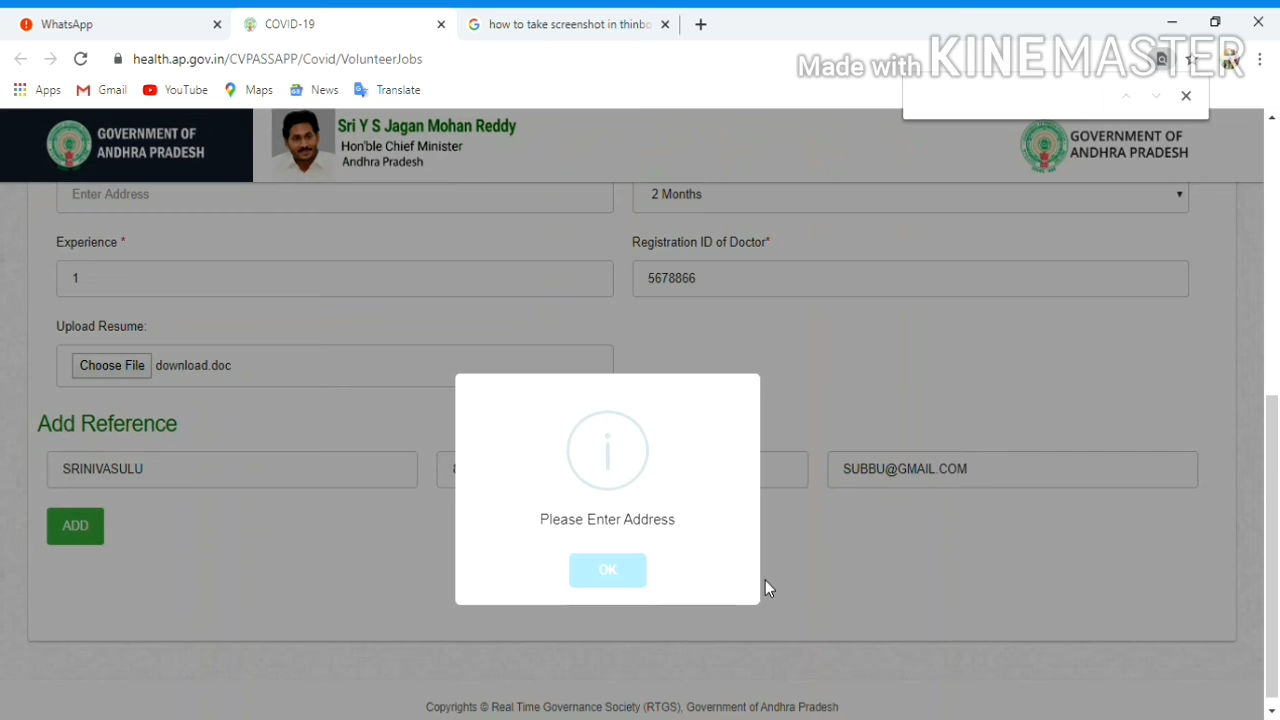 WhatsApp
COVID-19
how to take screenshot in thinbo
health.ap.gov.in/CVPASSAPP/Covid/VolunteerJobs
Made with KINEMASTER
Apps
Gmail
YouTube
Maps
News
Translate
GOVERNMENT OF
ANDHRA PRADESH
Sri Y S Jagan Mohan Reddy
Hon'ble Chief Minister
Andhra Pradesh
GOVERNMENT OF
ANDHRA PRADESH
Enter Address
2 Months
Experience *
Registration ID of Doctor*
1
5678866
Upload Resume:
Choose File download.doc
Add Reference
SRINIVASULU
SUBBU@GMAIL.COM
ADD
i
Please Enter Address
OK
Copyrights © Real Time Governance Society (RTGS), Government of Andhra Pradesh